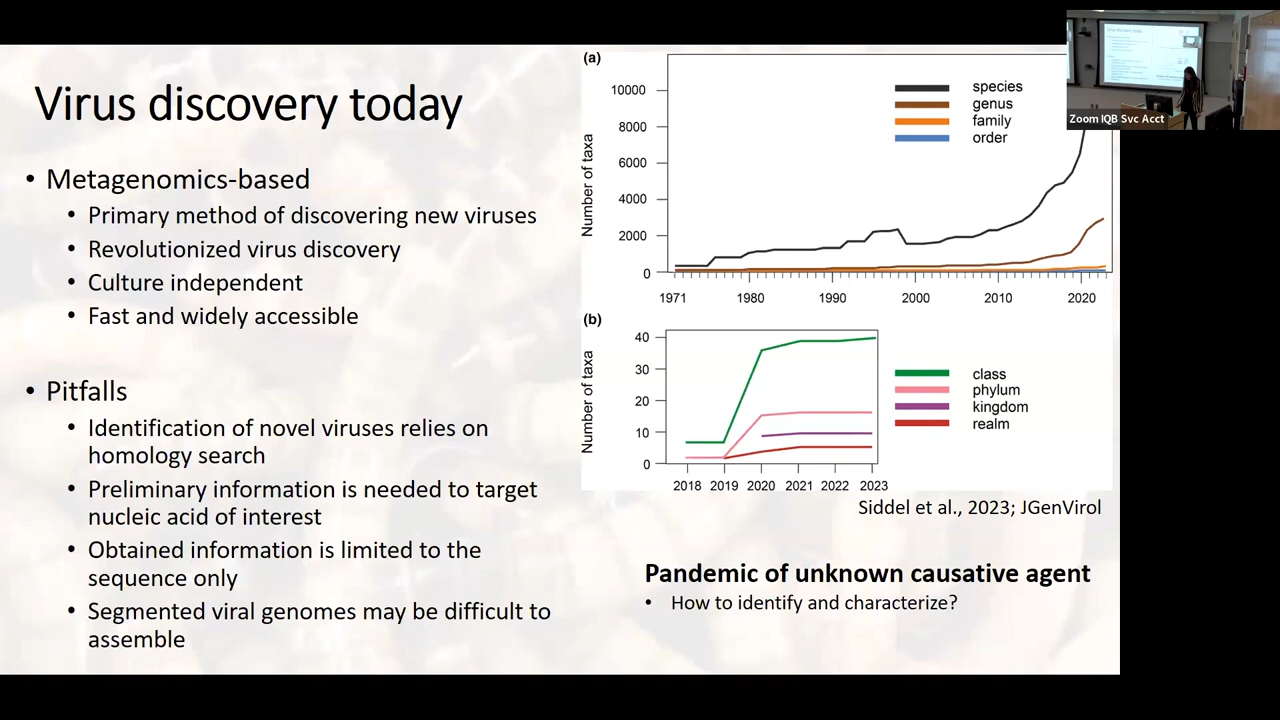 Virus discovery today
• Metagenomics-based
• Primary method of discovering new viruses
• Revolutionized virus discovery
• Culture independent
• Fast and widely accessible
• Pitfalls
• Identification of novel viruses relies on
homology search
• Preliminary information is needed to target
nucleic acid of interest
• Obtained information is limited to the
sequence only
• Segmented viral genomes may be difficult to
assemble
(a)
Number of taxa
10000
8000
6000
4000
2000
0
species
genus
family
order
1971 1980 1990 2000 2010 2020
(b)
Number of taxa
40
30
20
10
0
class
phylum
kingdom
realm
2018 2019 2020 2021 2022 2023
Siddel et al., 2023; JGenVirol
Pandemic of unknown causative agent
• How to identify and characterize?
Zoom IQB Svc Acct